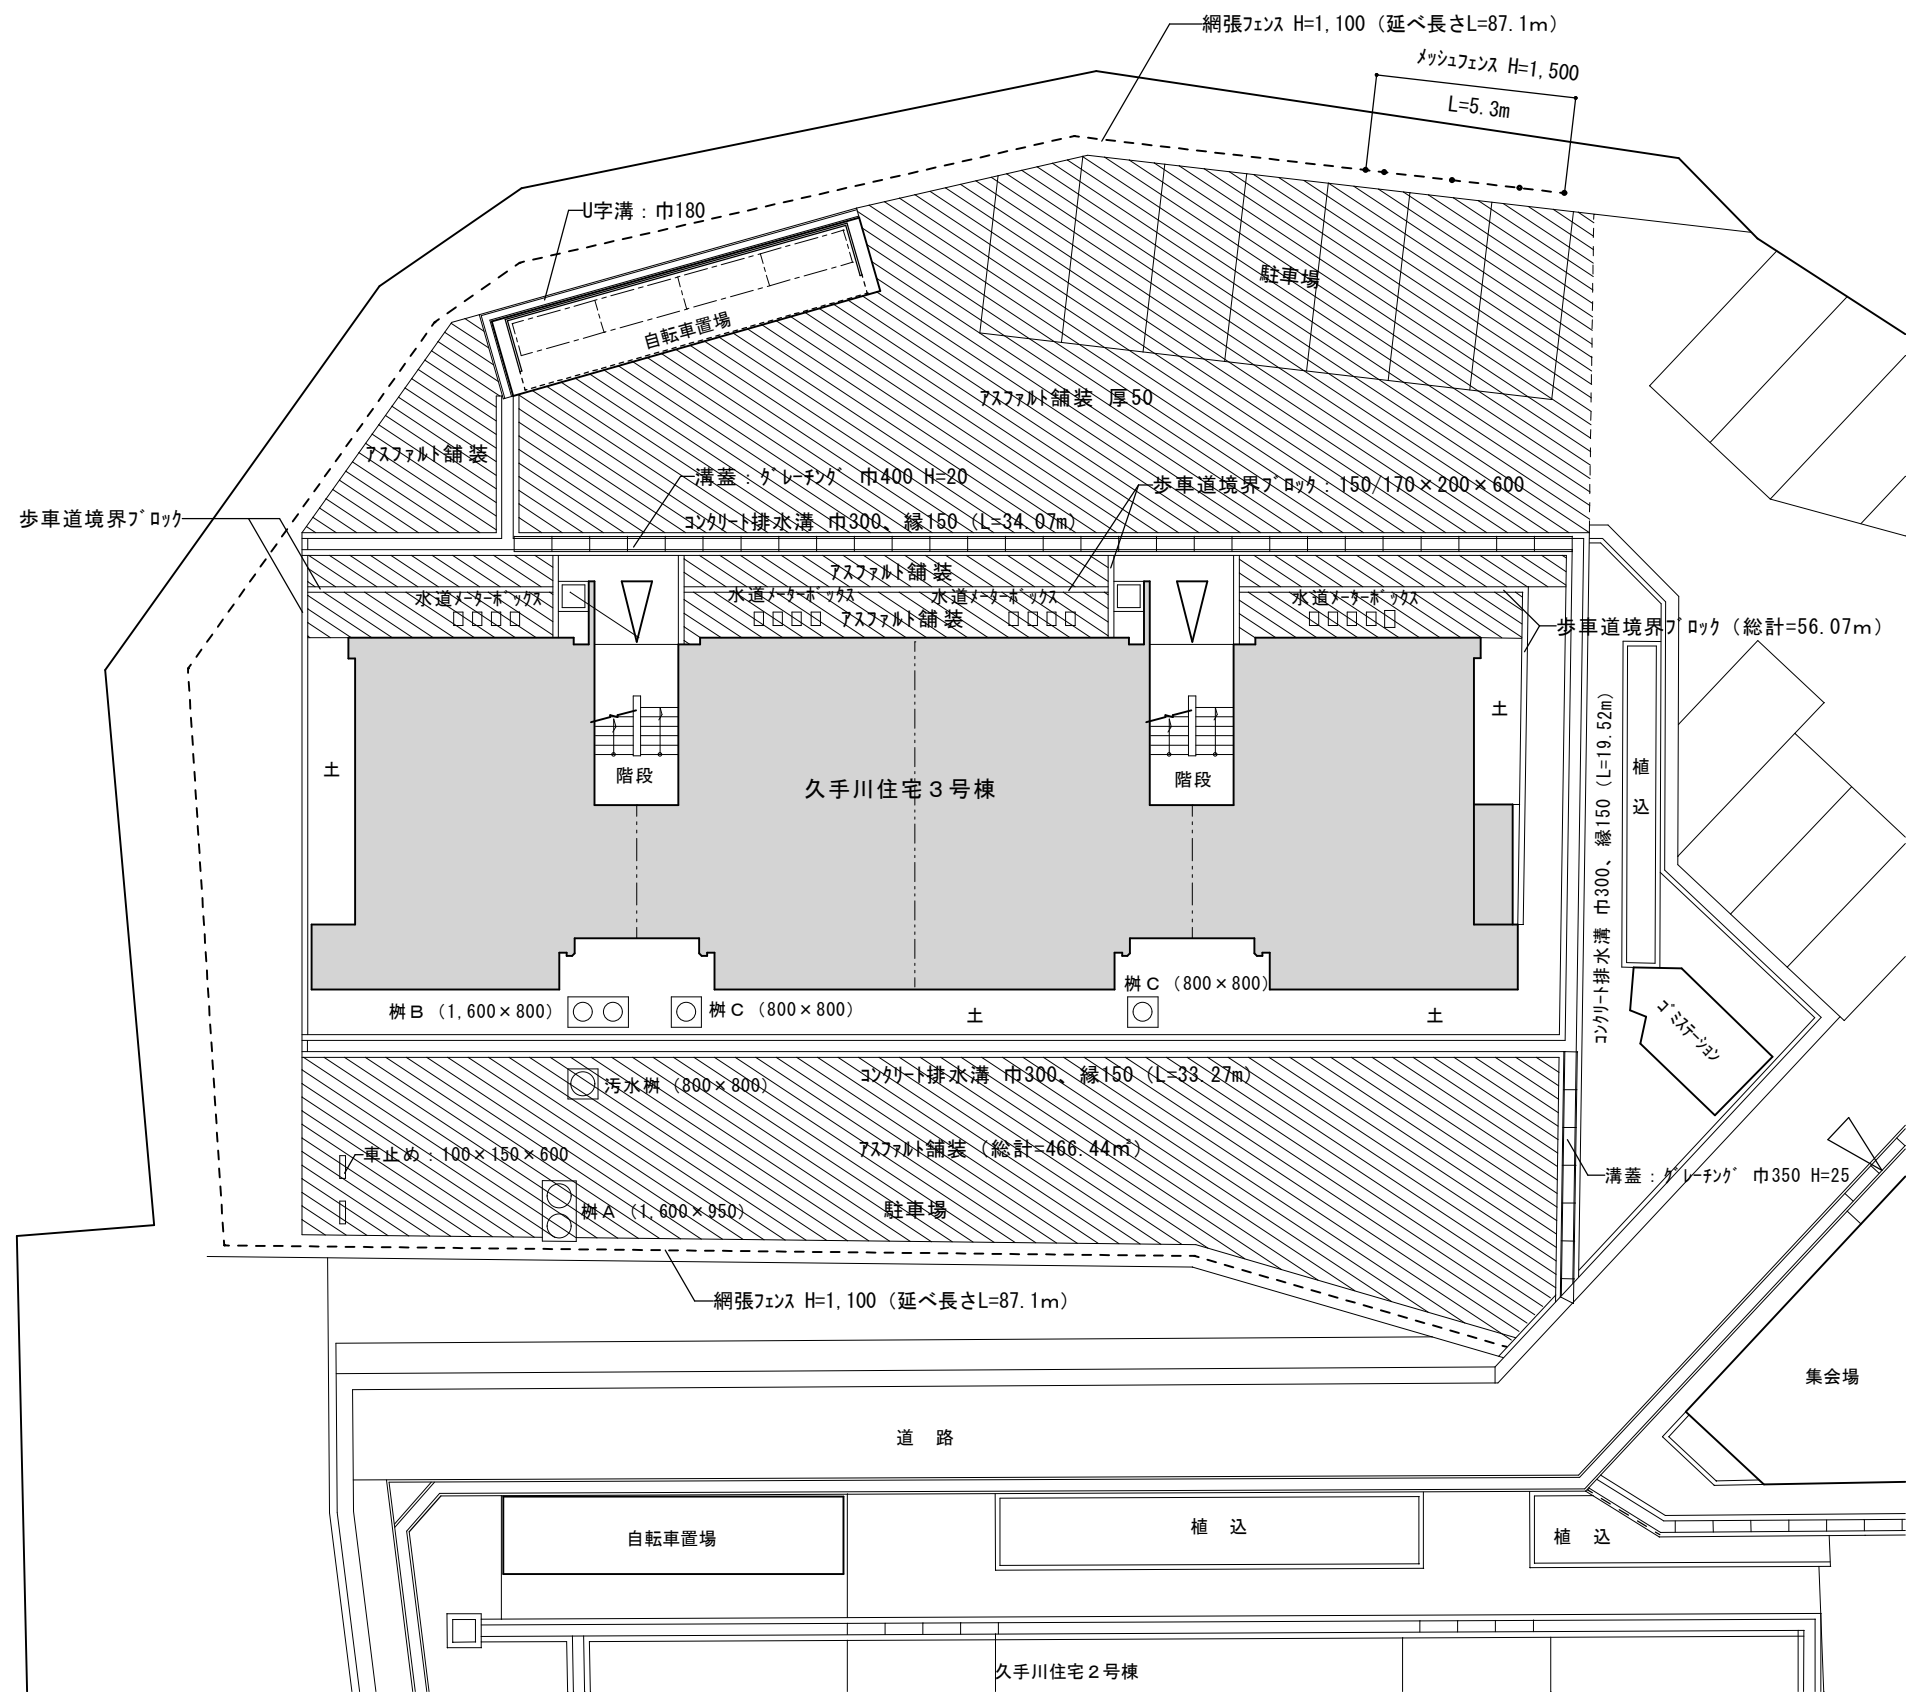 網張ﾌｪﾝｽ H=1,100 (延べ長さL=87.1m)
ﾒｯｼｭﾌｪﾝｽ H=1,500
L=5.3m
U字溝：巾180
駐車場
自転車置場
ｱｽﾌｧﾙﾄ舗装 厚50
ｱｽﾌｧﾙﾄ舗装
溝蓋：ｸﾞﾚｰﾁﾝｸﾞ 巾400 H=20
歩車道境界ﾌﾞﾛｯｸ：150/170×200×600
歩車道境界ﾌﾞﾛｯｸ
ｺﾝｸﾘｰﾄ排水溝 巾300、縁150 (L=34.07m)
ｱｽﾌｧﾙﾄ舗装
水道ﾒｰﾀｰﾎﾞｯｸｽ
水道ﾒｰﾀｰﾎﾞｯｸｽ
水道ﾒｰﾀｰﾎﾞｯｸｽ
水道ﾒｰﾀｰﾎﾞｯｸｽ
ｱｽﾌｧﾙﾄ舗装
歩車道境界ﾌﾞﾛｯｸ (総計=56.07m)
土
土
階段
階段
久手川住宅３号棟
ｺﾝｸﾘｰﾄ排水溝 巾300、縁150 (L=19.52m)
植込
桝Ｂ (1,600×800)
桝Ｃ (800×800)
桝Ｃ (800×800)
土
土
ｺﾞﾐｽﾃｰｼｮﾝ
汚水桝 (800×800)
ｺﾝｸﾘｰﾄ排水溝 巾300、縁150 (L=33.27m)
車止め：100×150×600
ｱｽﾌｧﾙﾄ舗装 (総計=466.44㎡)
溝蓋：ｸﾞﾚｰﾁﾝｸﾞ 巾350 H=25
桝Ａ (1,600×950)
駐車場
網張ﾌｪﾝｽ H=1,100 (延べ長さL=87.1m)
集会場
道 路
自転車置場
植 込
植 込
久手川住宅２号棟